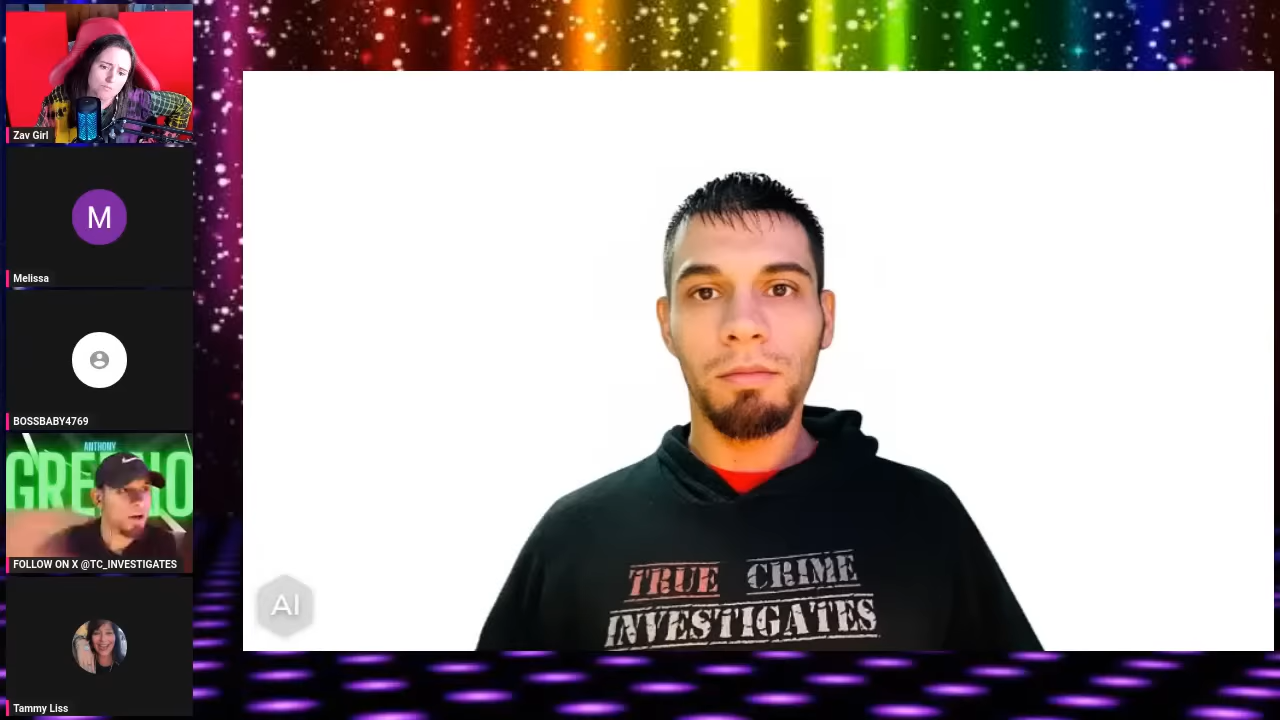 Zav Girl
M
Melissa
BOSSBABY4769
ANTHONY
FOLLOW ON X @TC_INVESTIGATES
Tammy Liss
TRUE CRIME
INVESTIGATES
AI